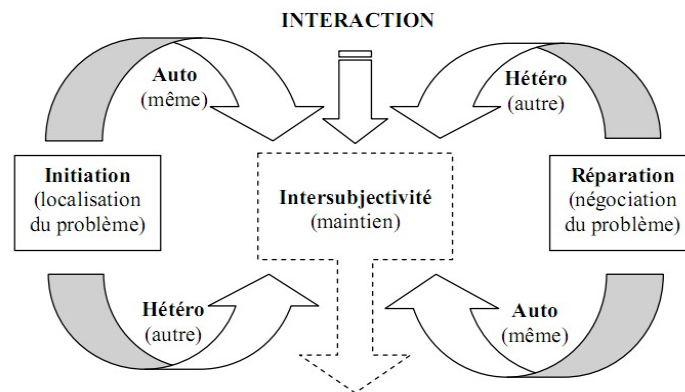 INTERACTION
Auto
(même)
Hétéro
(autre)
Initiation
(localisation
du problème)
Intersubjectivité
(maintien)
Réparation
(négociation
du problème)
Hétéro
(autre)
Auto
(même)